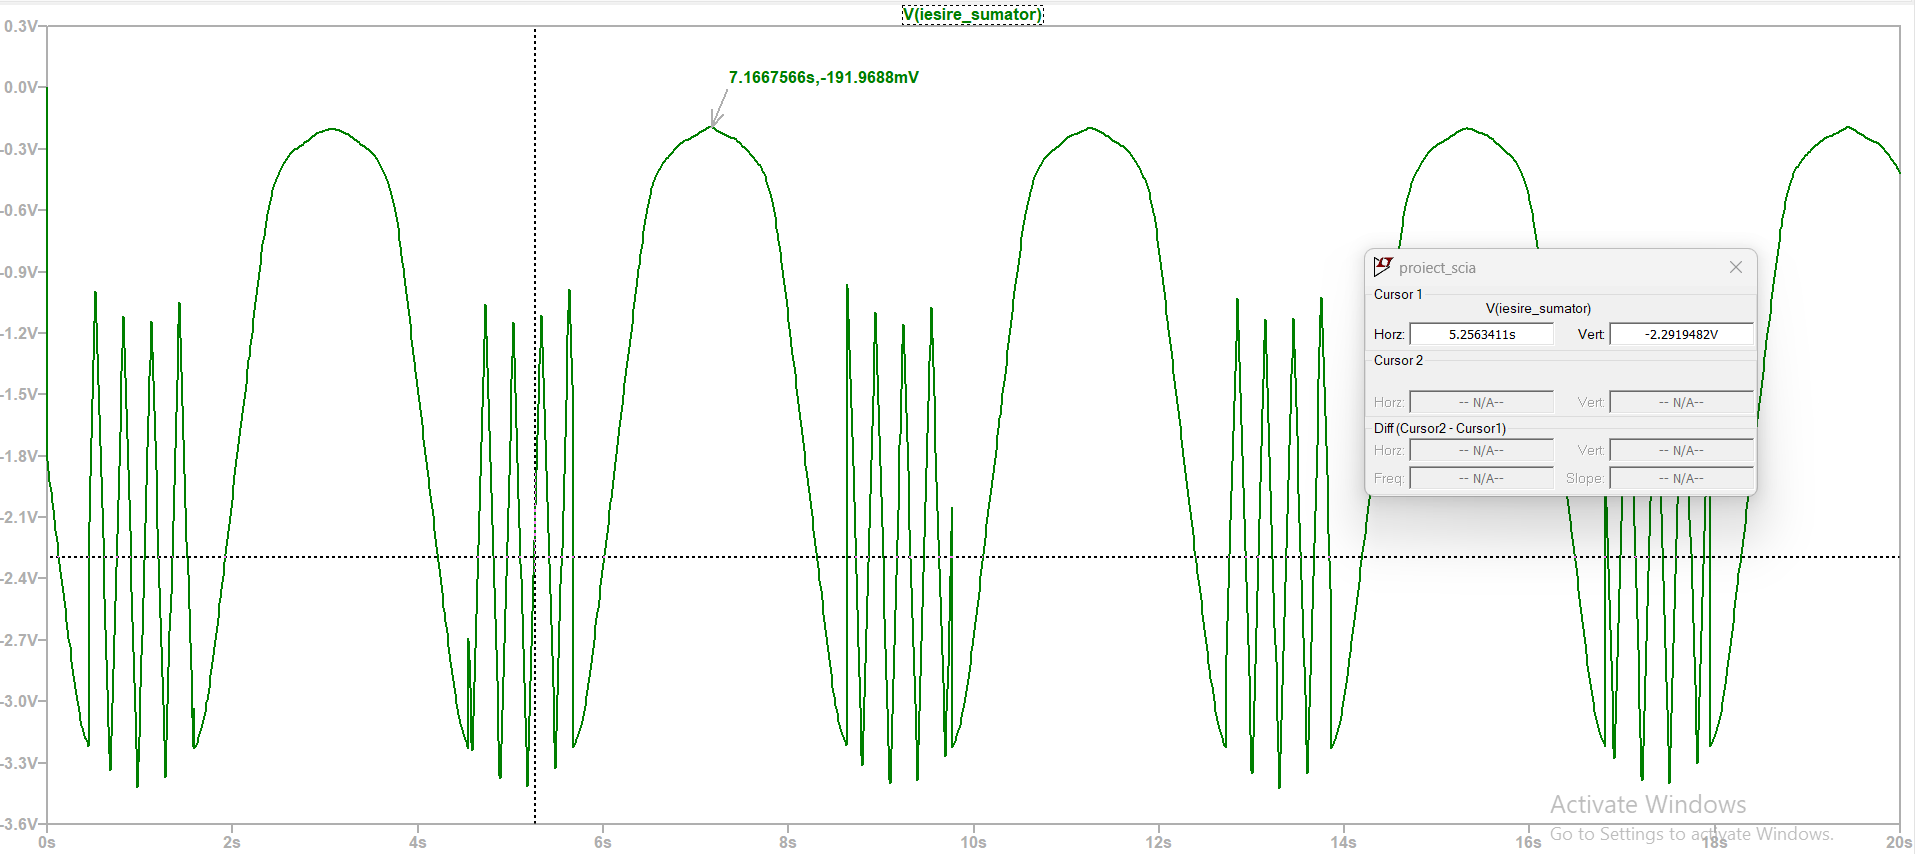 V(iesire_sumator)
0.3V
0.0V
-0.3V
-0.6V
-0.9V
-1.2V
-1.5V
-1.8V
-2.1V
-2.4V
-2.7V
-3.0V
-3.3V
-3.6V
7.1667566s,-191.9688mV
proiect_scia
Cursor 1
V(iesire_sumator)
Horz: 5.2563411s Vert: -2.2919482V
Cursor 2
Horz: -- N/A-- Vert: -- N/A--
Diff (Cursor2 - Cursor1)
Horz: -- N/A-- Vert: -- N/A--
Freq: -- N/A-- Slope: -- N/A--
Activate Windows
Go to Settings to activate Windows.
0s 2s 4s 6s 8s 10s 12s 14s 16s 18s 20s